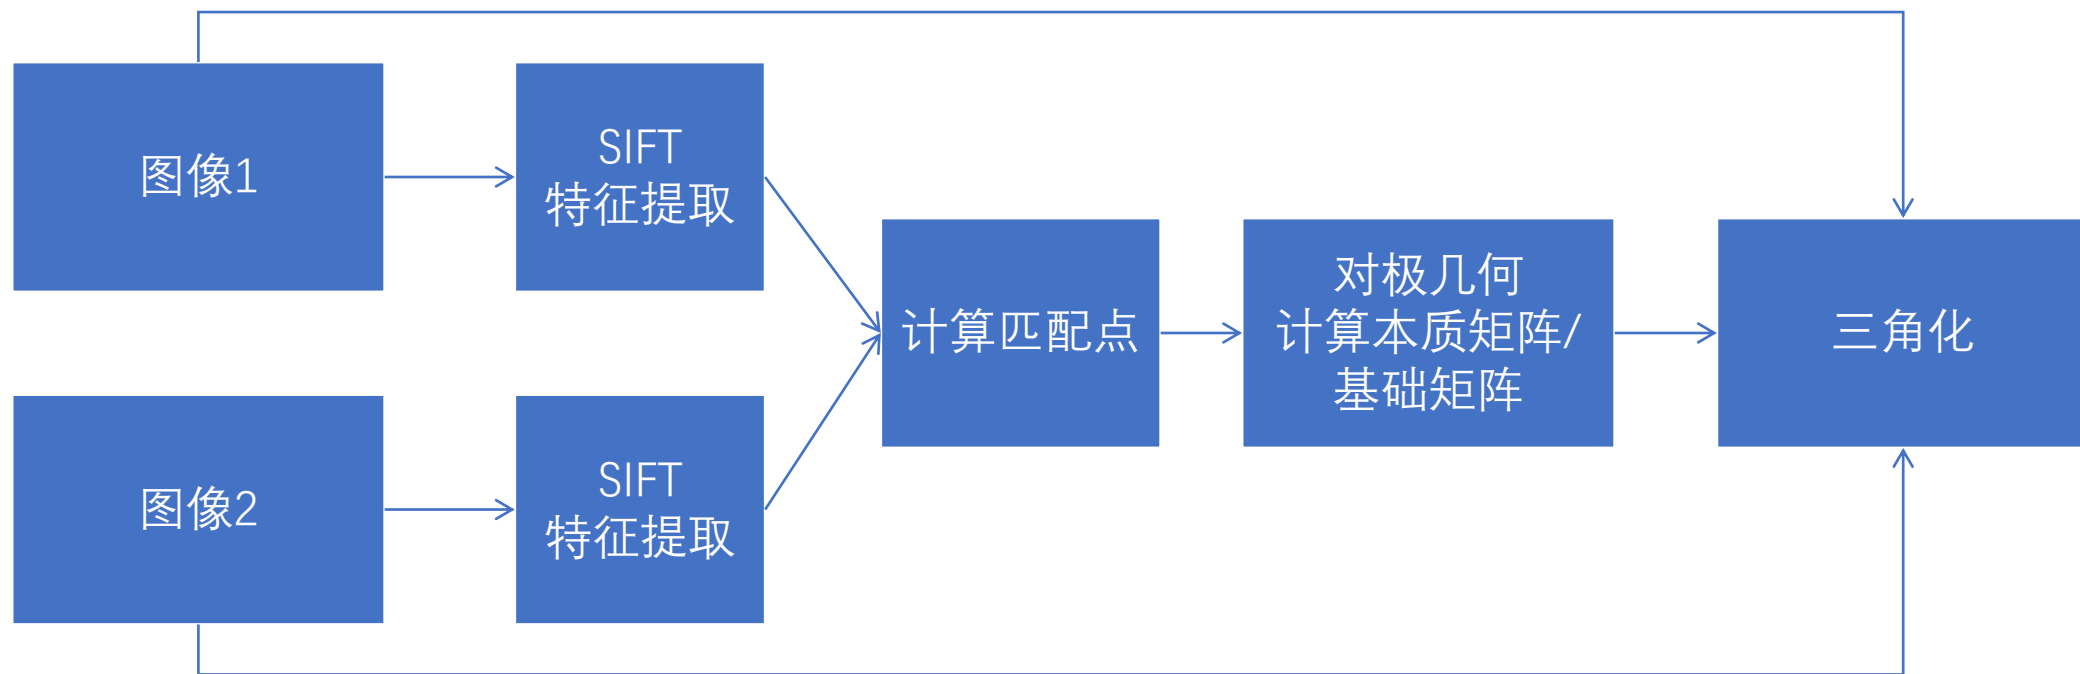 图像1
SIFT
特征提取
图像2
SIFT
特征提取
计算匹配点
对极几何
计算本质矩阵/
基础矩阵
三角化